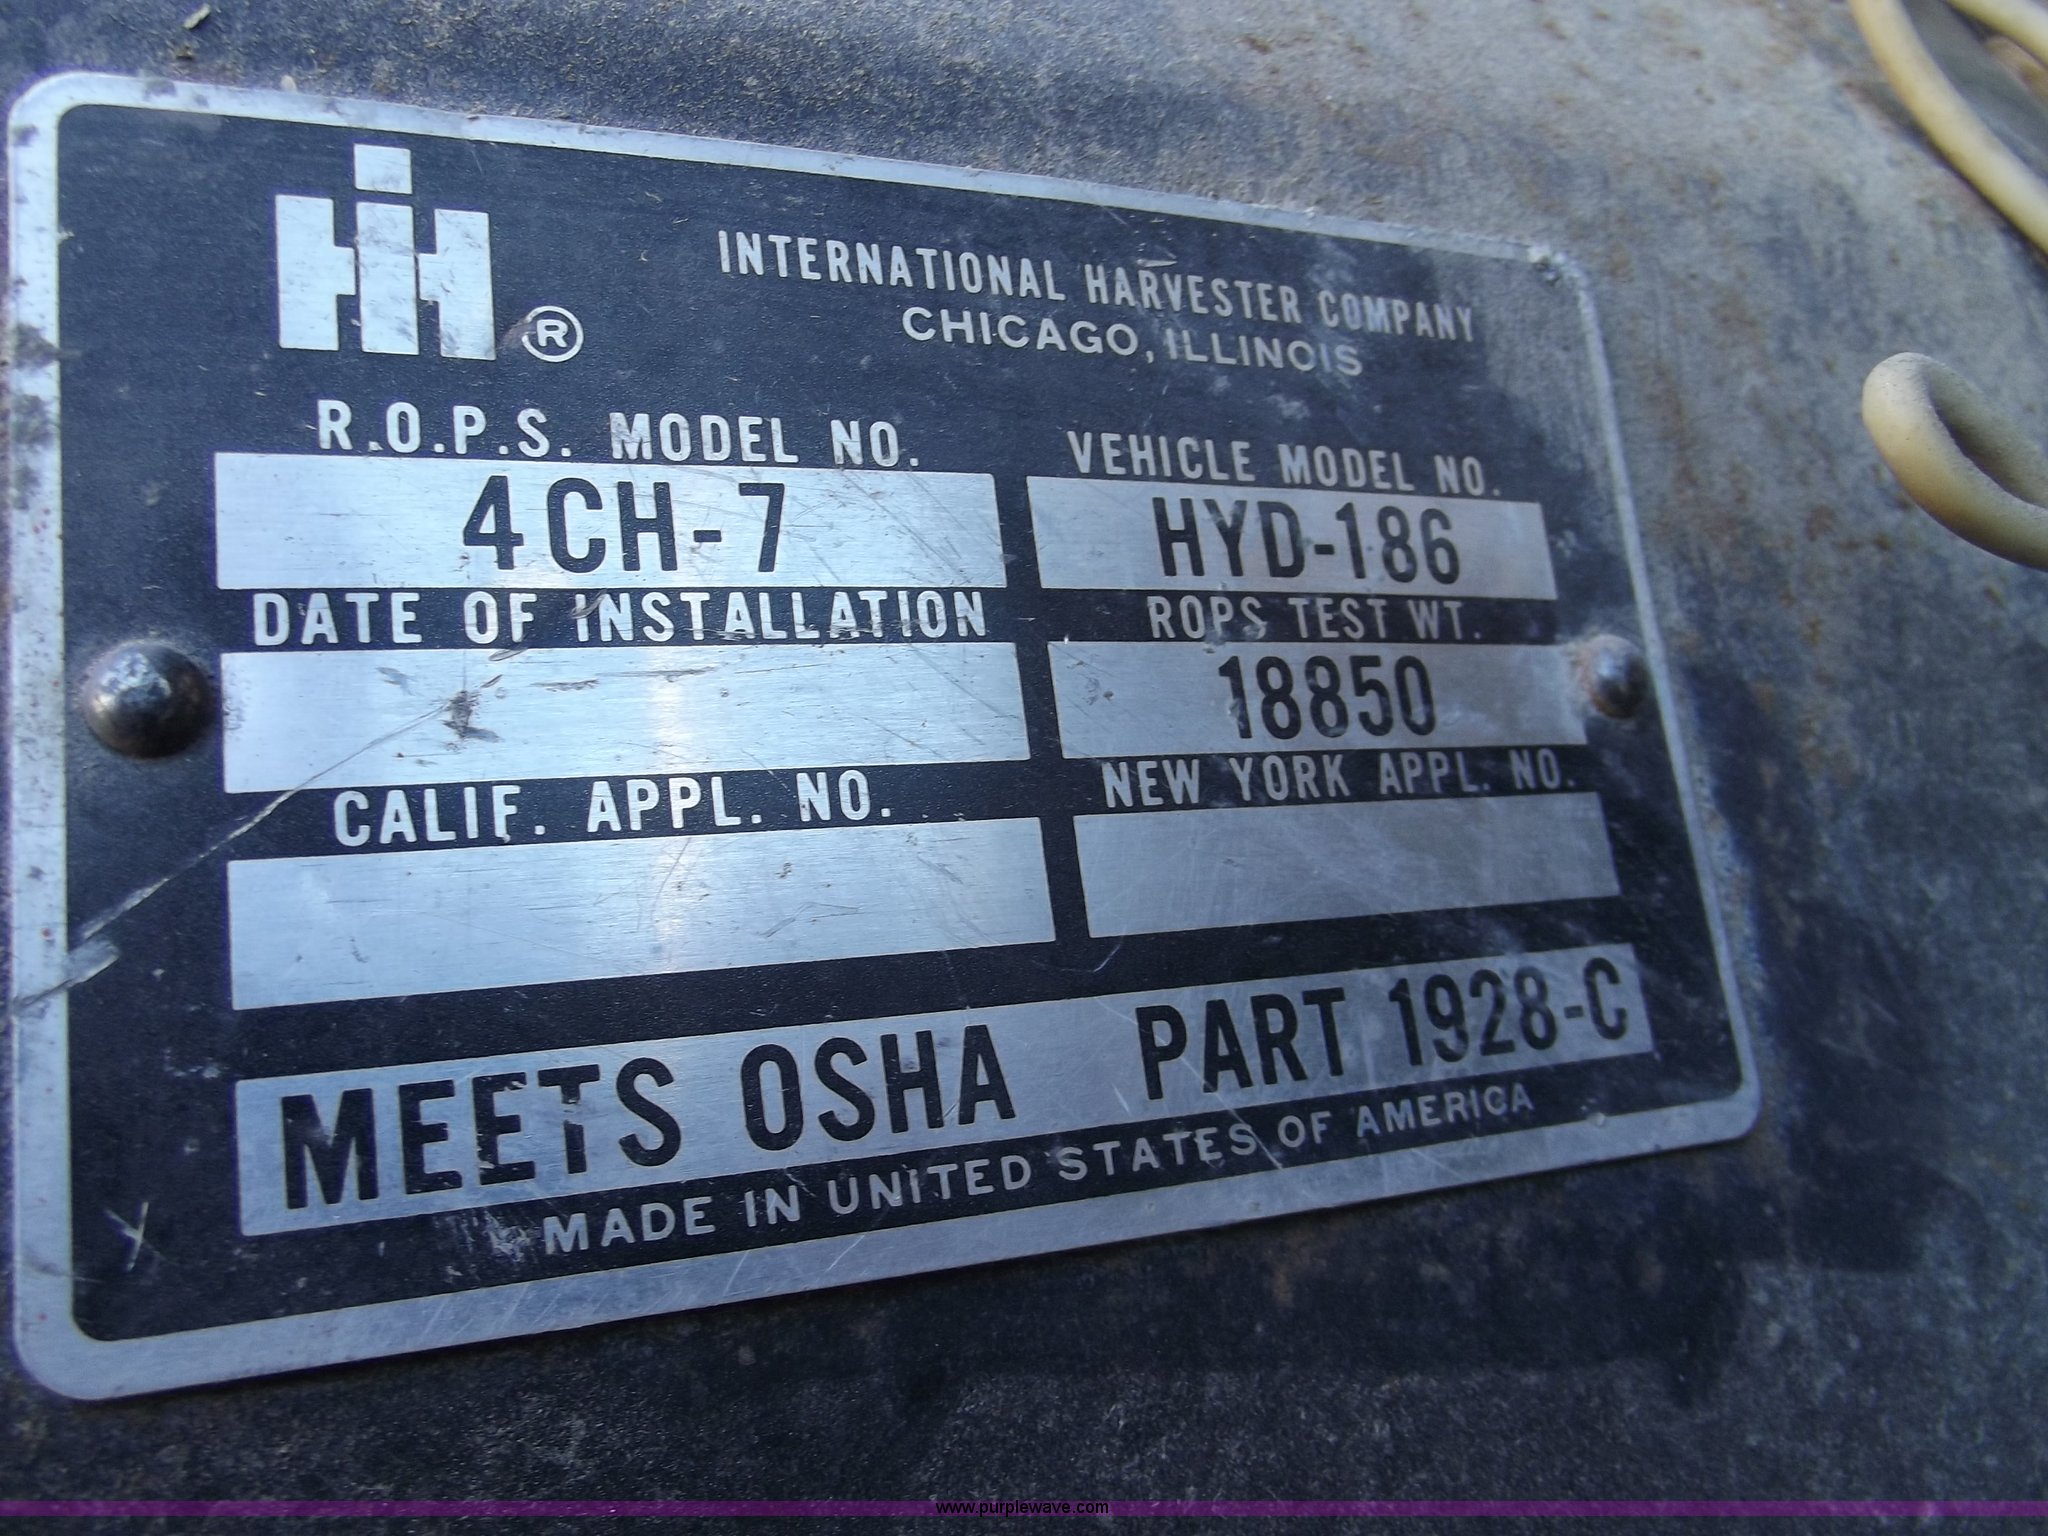 IH ®
INTERNATIONAL HARVESTER COMPANY
CHICAGO, ILLINOIS
R.O.P.S. MODEL NO.
4CH-7
VEHICLE MODEL NO.
HYD-186
DATE OF INSTALLATION
ROPS TEST WT.
18850
CALIF. APPL. NO.
NEW YORK APPL. NO.
MEETS OSHA PART 1928-C
MADE IN UNITED STATES OF AMERICA
www.purplewave.com